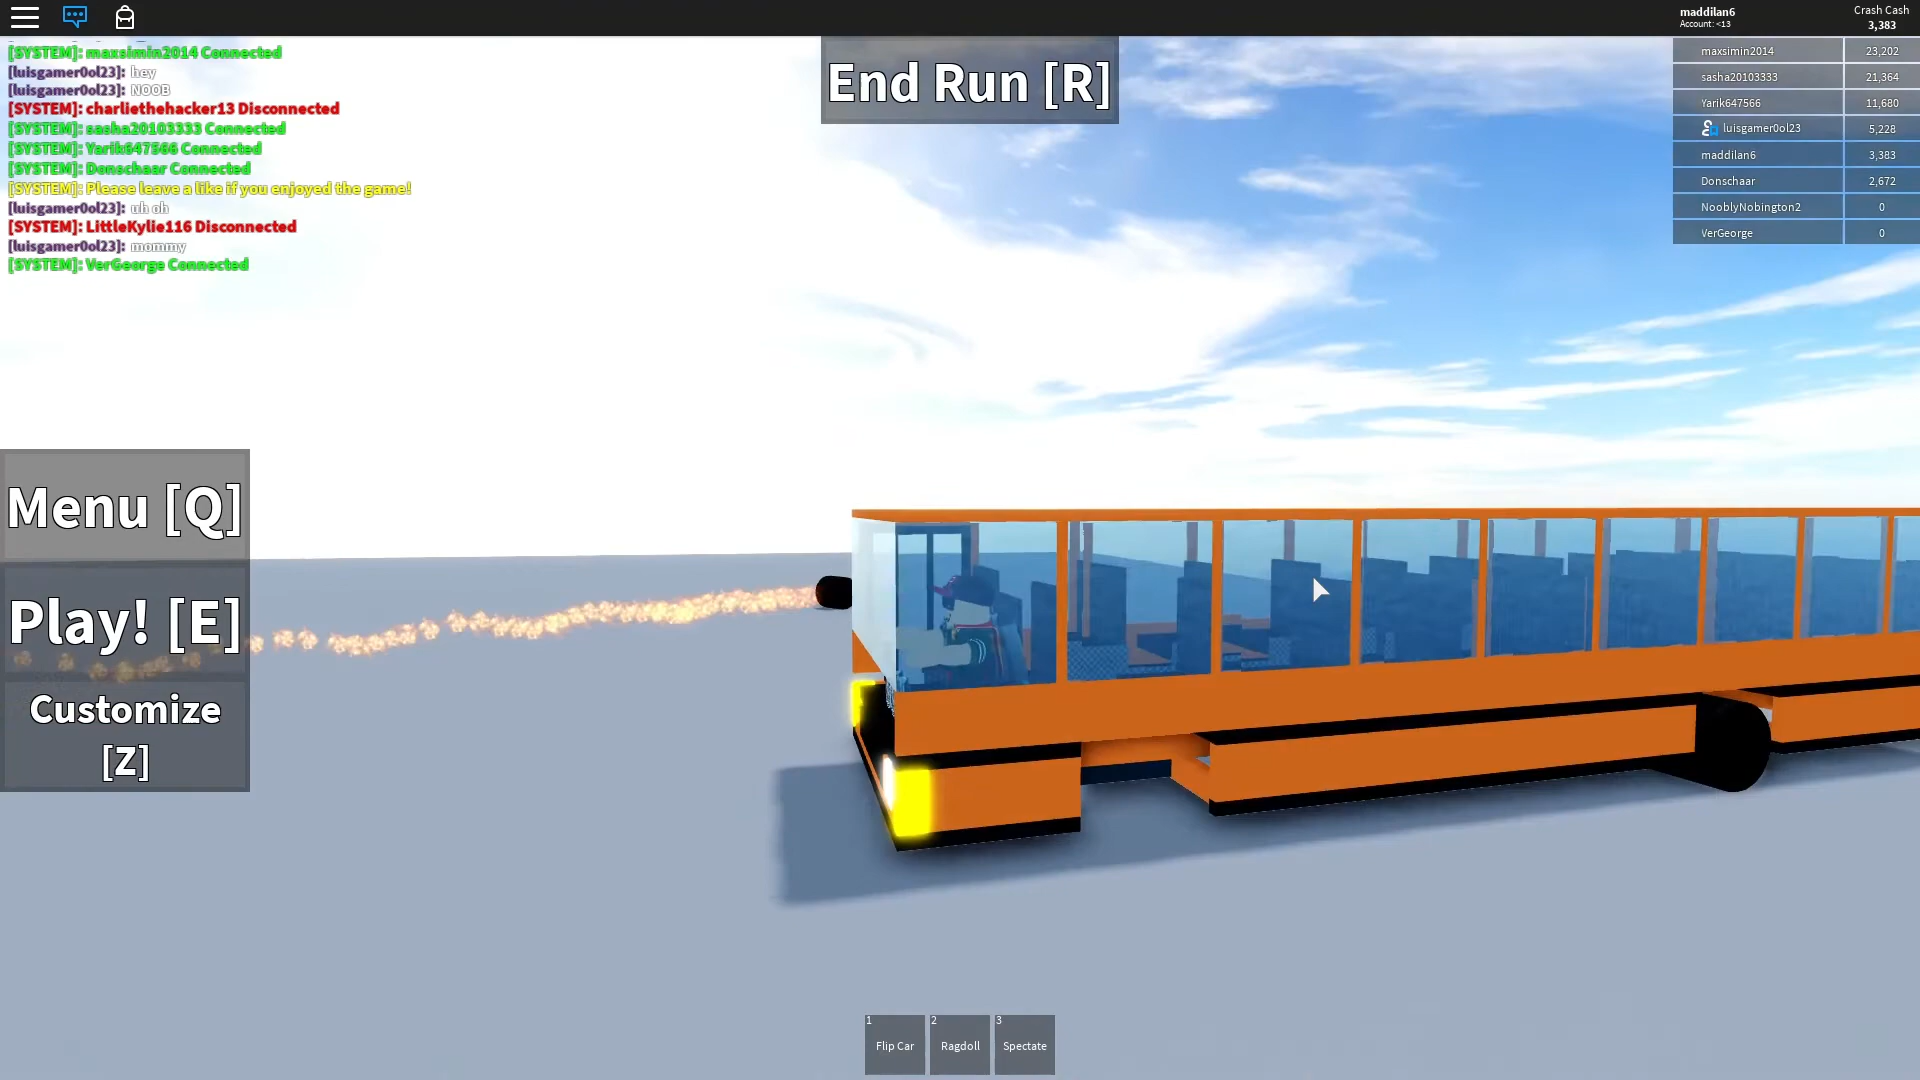 maddilan6
Account: <13
Crash Cash
3,383
[SYSTEM]: maxsimin2014 Connected
[luisgamer0ol23]: hey
[luisgamer0ol23]: NOOB
[SYSTEM]: charliethehacker13 Disconnected
[SYSTEM]: sasha20103333 Connected
[SYSTEM]: Yarik647566 Connected
[SYSTEM]: Donschaar Connected
[SYSTEM]: Please leave a like if you enjoyed the game!
[luisgamer0ol23]: uh oh
[SYSTEM]: LittleKylie116 Disconnected
[luisgamer0ol23]: mommy
[SYSTEM]: VerGeorge Connected
End Run [R]
maxsimin2014 23,202
sasha20103333 21,364
Yarik647566 11,680
luisgamer0ol23 5,228
maddilan6 3,383
Donschaar 2,672
NooblyNobington2 0
VerGeorge 0
Menu [Q]
Play! [E]
Customize
[Z]
1 Flip Car
2 Ragdoll
3 Spectate